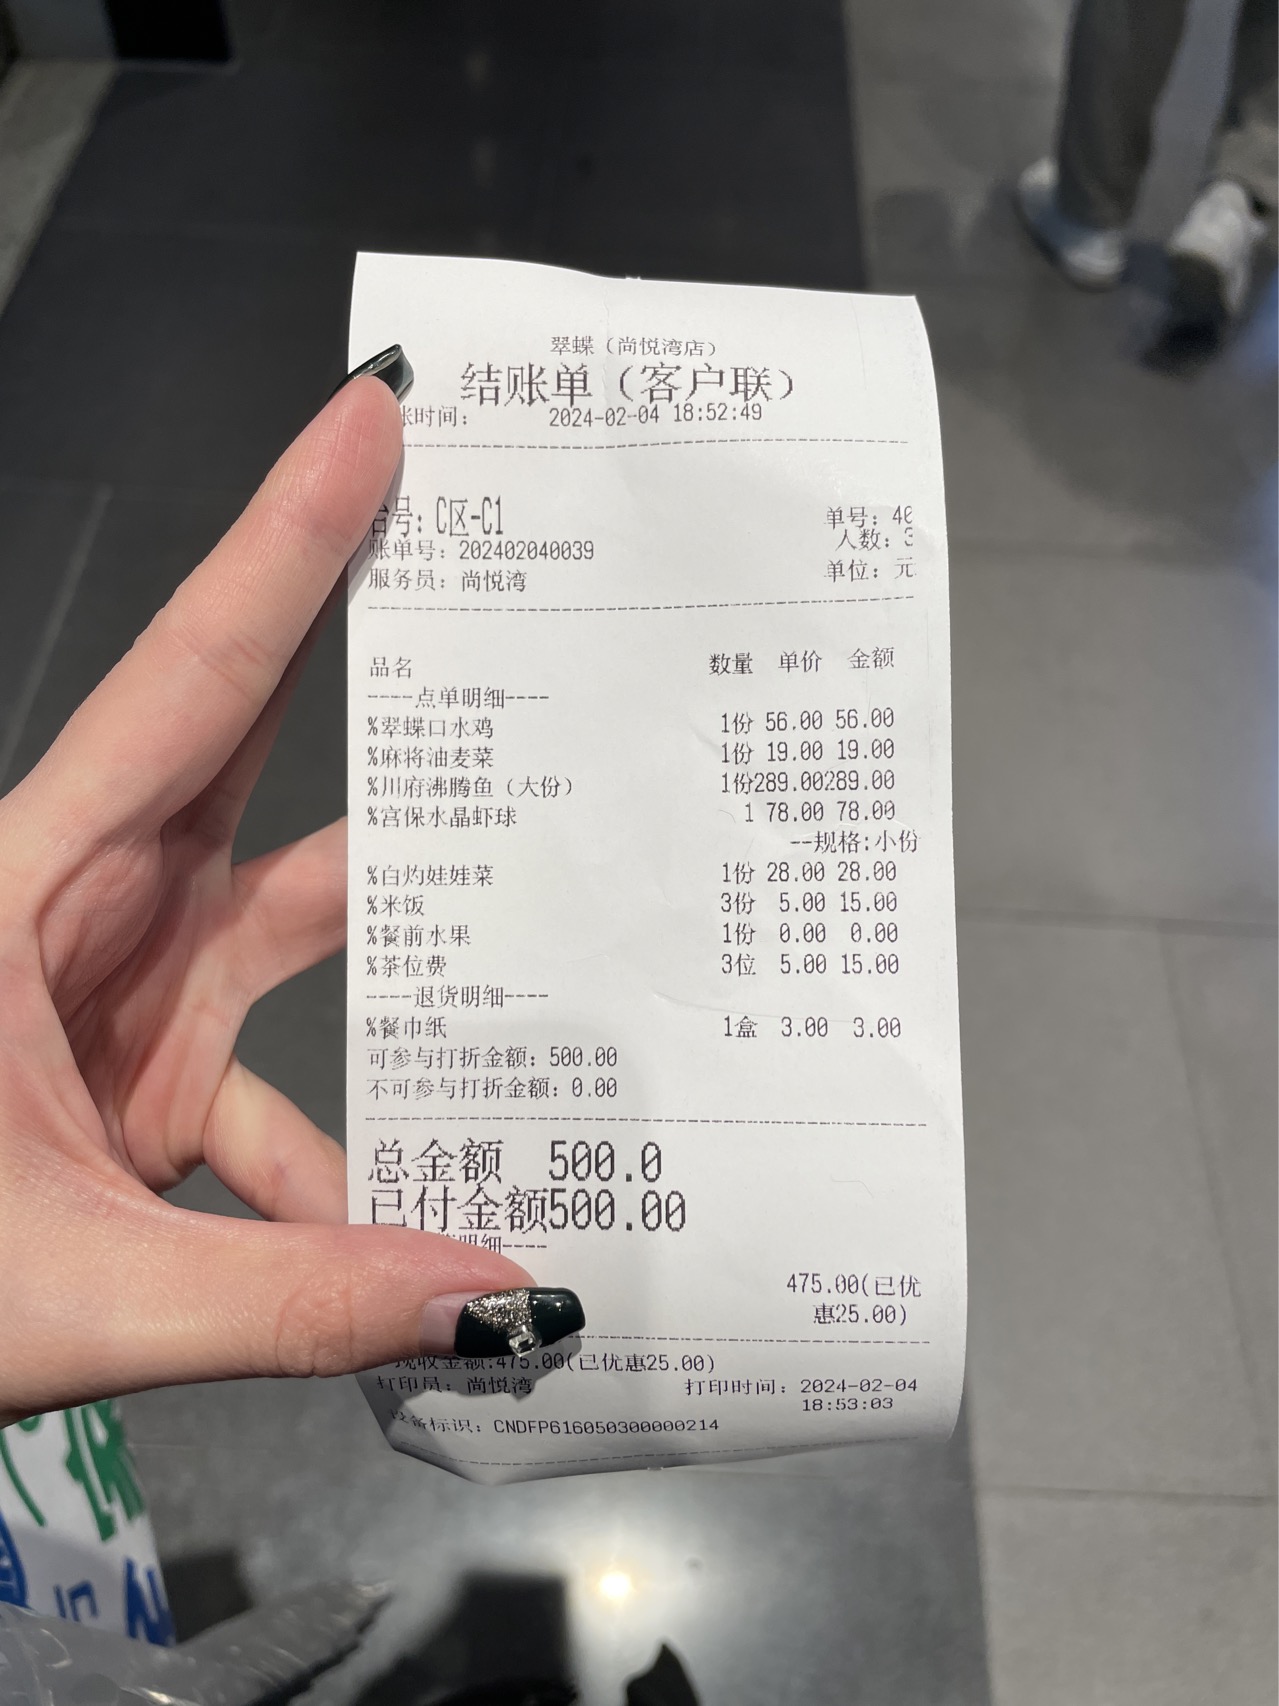 翠蝶（尚悦湾店）
结账单（客户联）
账时间： 2024-02-04 18:52:49
台号：C区-C1
单号：40
账单号：202402040039
人数：3
服务员：尚悦湾
单位：元
品名 数量 单价 金额
----点单明细----
%翠蝶口水鸡 1份 56.00 56.00
%麻将油麦菜 1份 19.00 19.00
%川府沸腾鱼（大份） 1份289.00289.00
%宫保水晶虾球 1 78.00 78.00
--规格:小份
%白灼娃娃菜 1份 28.00 28.00
%米饭 3份 5.00 15.00
%餐前水果 1份 0.00 0.00
%茶位费 3位 5.00 15.00
----退货明细----
%餐巾纸 1盒 3.00 3.00
可参与打折金额：500.00
不可参与打折金额：0.00
总金额 500.0
已付金额500.00
明细----
475.00(已优
惠25.00)
现收金额:475.00(已优惠25.00)
打印员：尚悦湾 打印时间：2024-02-04
18:53:03
设备标识：CNDFP616050300000214